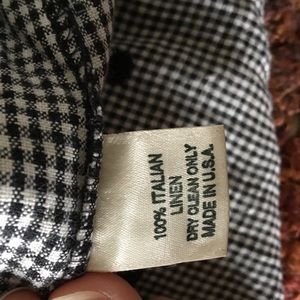 100% ITALIAN
LINEN
DRY CLEAN ONLY
MADE IN U.S.A.